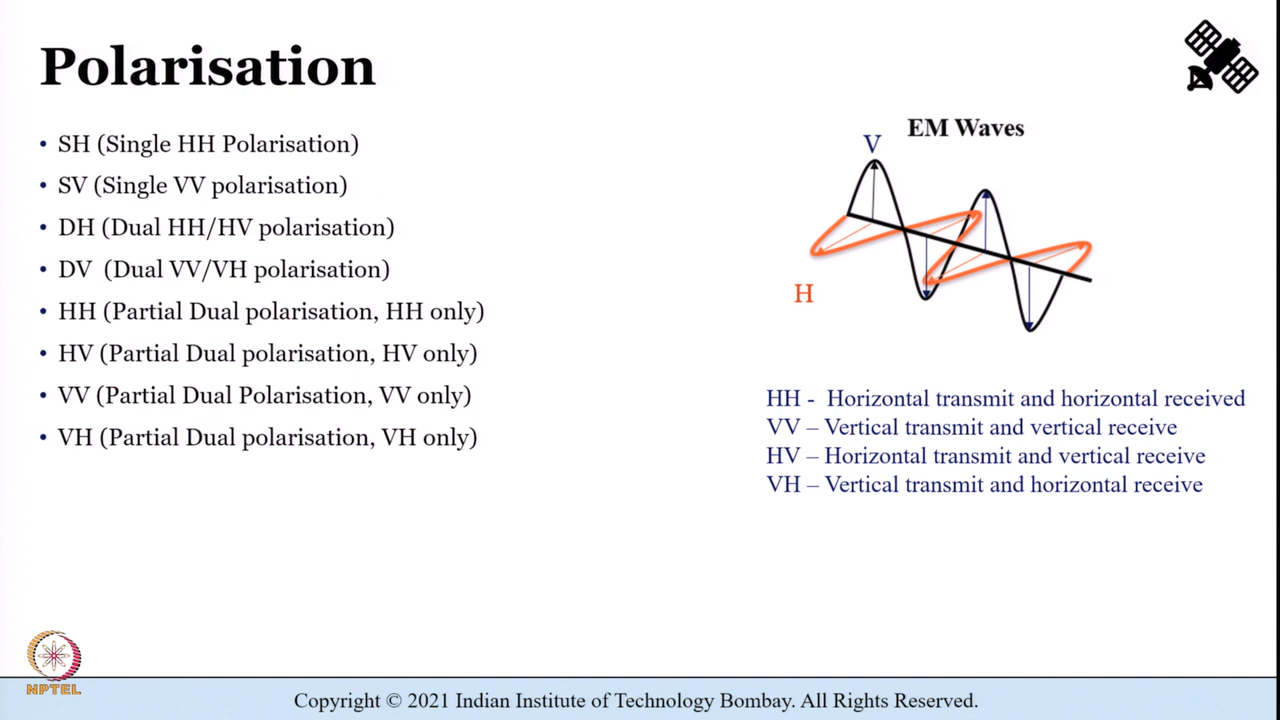 Polarisation
• SH (Single HH Polarisation)
• SV (Single VV polarisation)
• DH (Dual HH/HV polarisation)
• DV (Dual VV/VH polarisation)
• HH (Partial Dual polarisation, HH only)
• HV (Partial Dual polarisation, HV only)
• VV (Partial Dual Polarisation, VV only)
• VH (Partial Dual polarisation, VH only)
EM Waves
V
H
HH - Horizontal transmit and horizontal received
VV – Vertical transmit and vertical receive
HV – Horizontal transmit and vertical receive
VH – Vertical transmit and horizontal receive
NPTEL
Copyright © 2021 Indian Institute of Technology Bombay. All Rights Reserved.